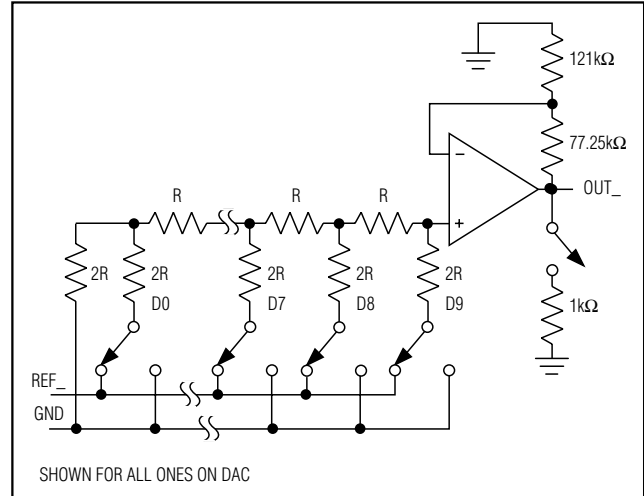 121kΩ
77.25kΩ
−
+
OUT_
R R R
2R 2R 2R 2R 2R
D0 D7 D8 D9
1kΩ
REF_
GND
SHOWN FOR ALL ONES ON DAC